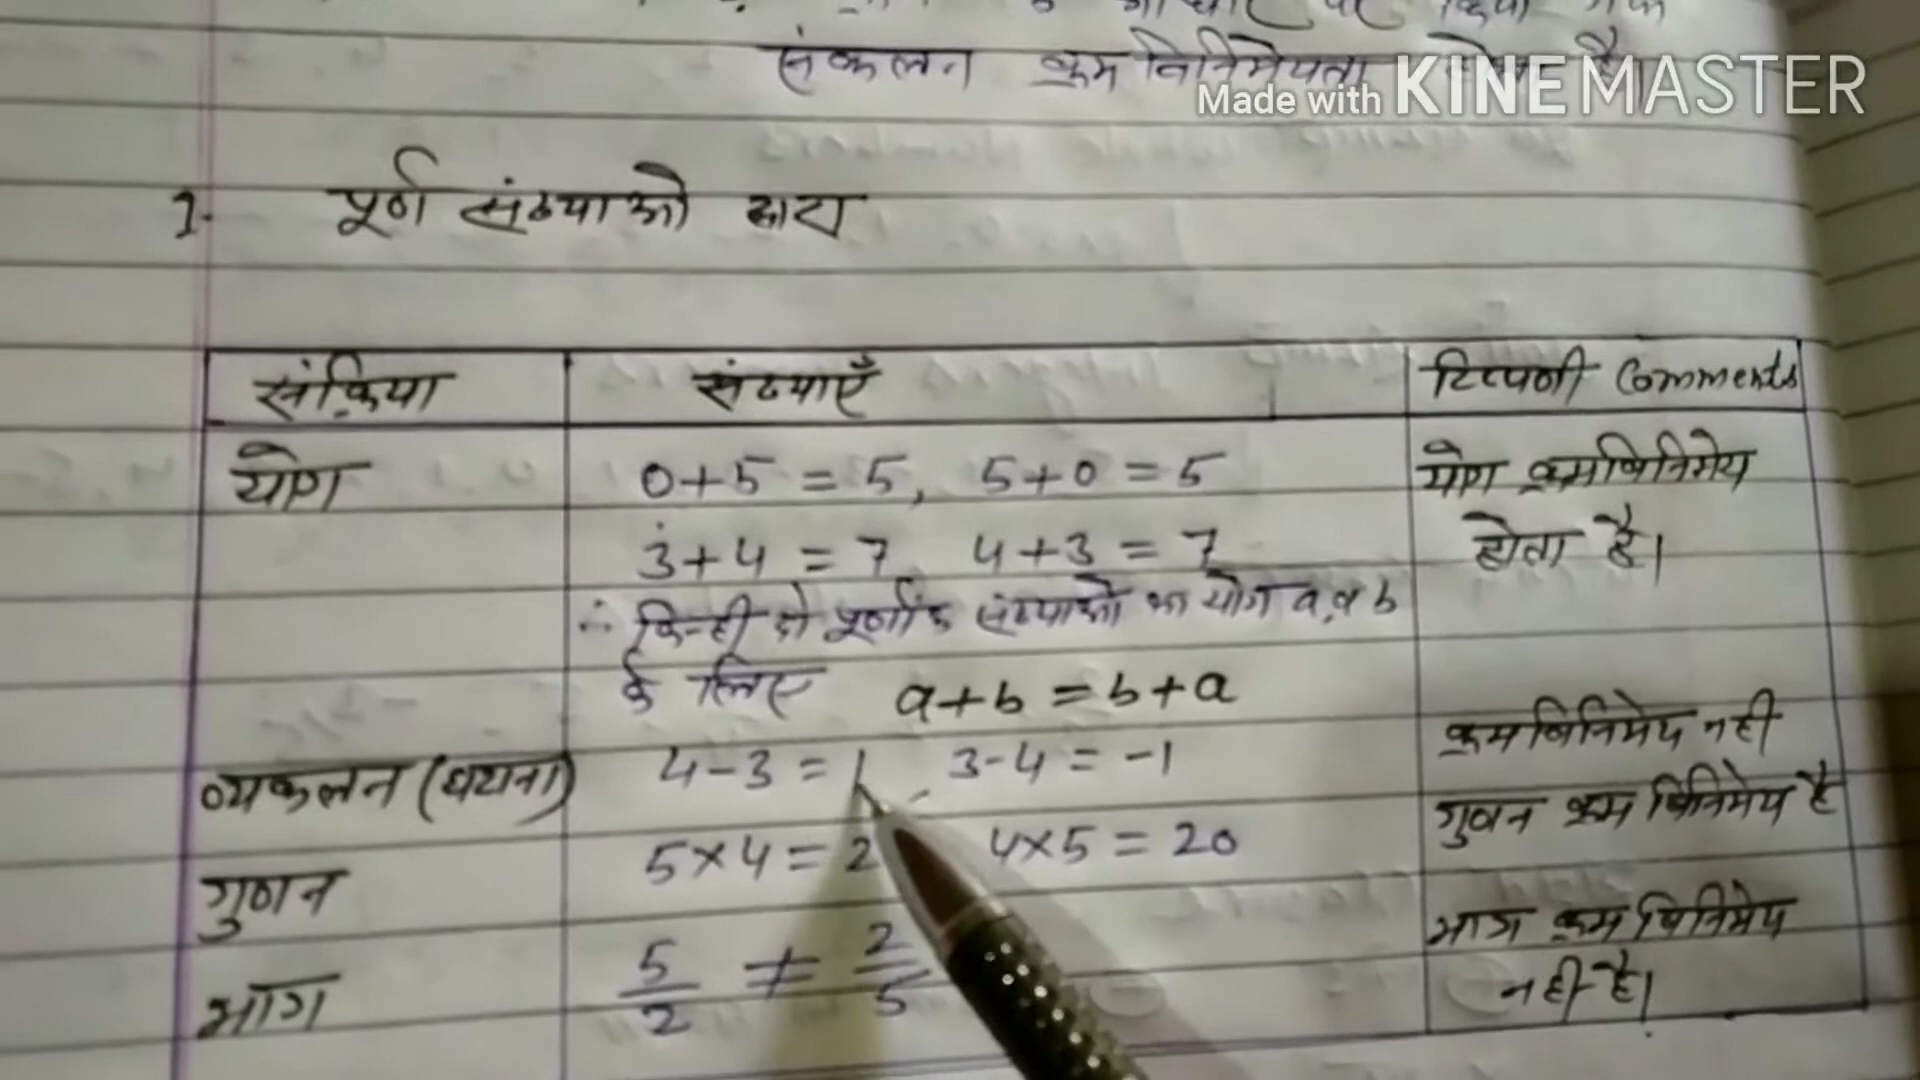 संकलन क्रम विनिमेयता होता है।
Made with KINEMASTER
1- पूर्ण संख्याओ द्वारा
संक्रिया संख्याएँ टिप्पणी Comments
योग 0+5 = 5, 5+0 = 5 योग क्रमविनिमेय
3+4 = 7 4+3 = 7 होता है।
∴ किन्ही दो पूर्णांक संख्याओ का योग a, व b
के लिए a+b = b+a
व्यकलन (घटाना) 4-3 = 1, 3-4 = -1 क्रमविनिमेय नही
गुणन 5×4 = 2 4×5 = 20 गुणन क्रम विनिमेय है
भाग 5/2 ≠ 2/5 भाग क्रम विनिमेय
नही है।